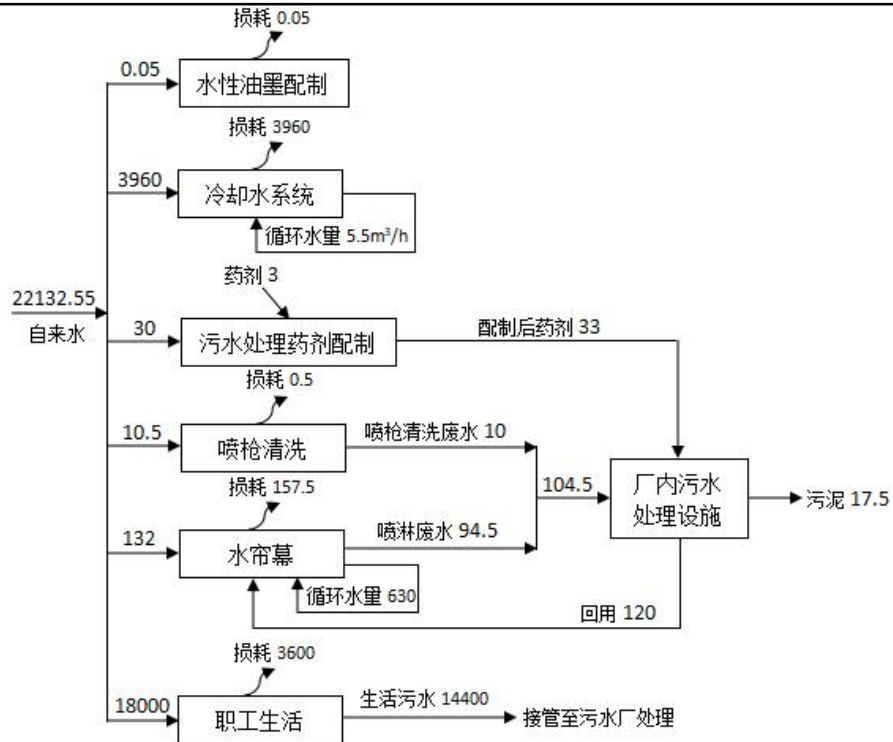 损耗 0.05
0.05
水性油墨配制
损耗 3960
3960
冷却水系统
循环水量 5.5m³/h
药剂 3
22132.55
自来水
30
污水处理药剂配制
配制后药剂 33
损耗 0.5
10.5
喷枪清洗
喷枪清洗废水 10
104.5
厂内污水
处理设施
污泥 17.5
损耗 157.5
132
水帘幕
喷淋废水 94.5
循环水量 630
回用 120
损耗 3600
18000
职工生活
生活污水 14400
接管至污水厂处理